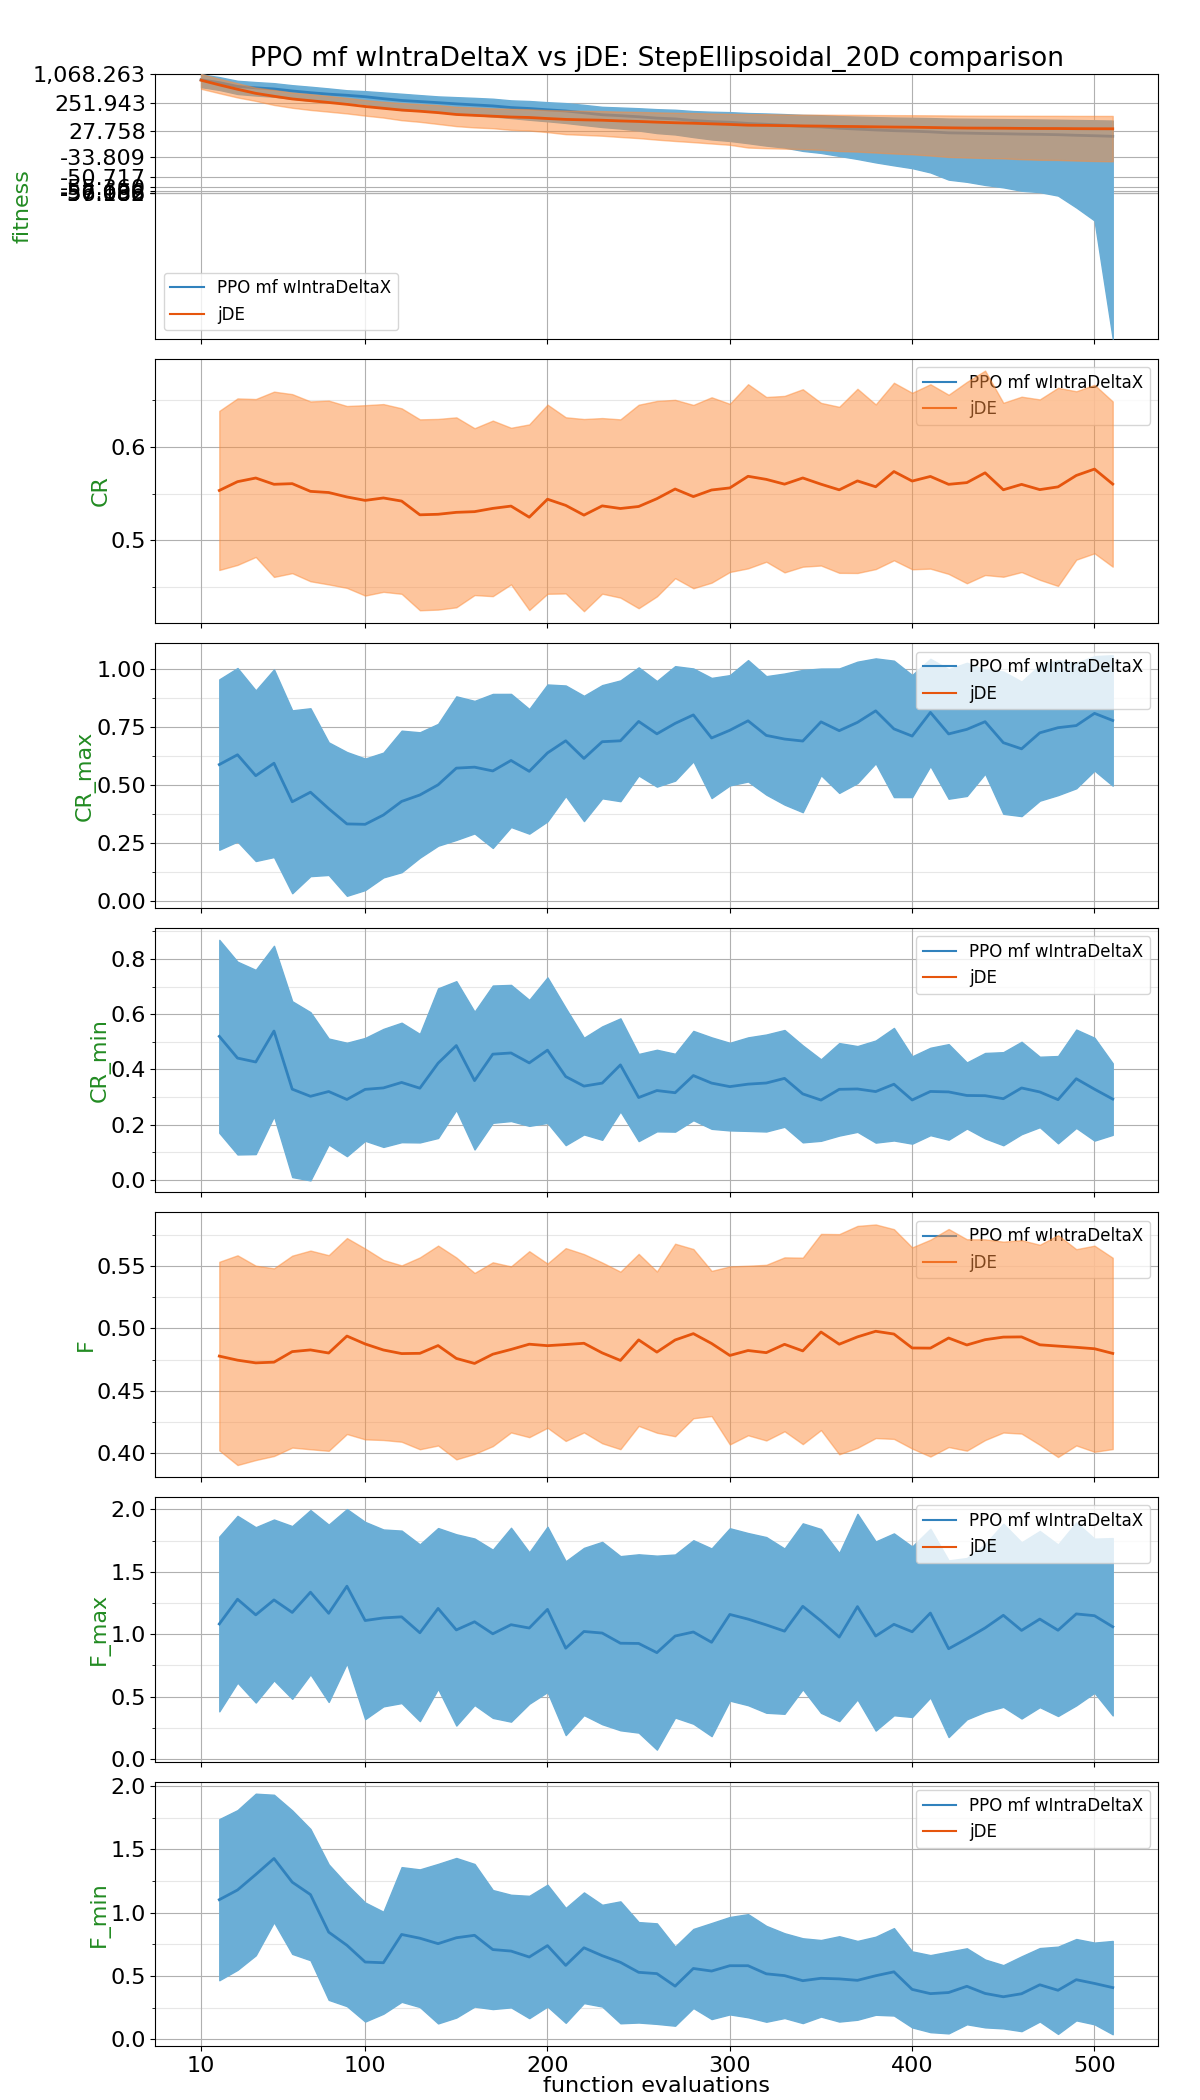 PPO mf wIntraDeltaX vs jDE: StepEllipsoidal_20D comparison
1,068.263
251.943
27.758
-33.809
-50.717
fitness
PPO mf wIntraDeltaX
jDE
PPO mf wIntraDeltaX
jDE
0.6
0.5
CR
PPO mf wIntraDeltaX
jDE
1.00
0.75
0.50
0.25
0.00
CR_max
PPO mf wIntraDeltaX
jDE
0.8
0.6
0.4
0.2
0.0
CR_min
PPO mf wIntraDeltaX
jDE
0.55
0.50
0.45
0.40
F
PPO mf wIntraDeltaX
jDE
2.0
1.5
1.0
0.5
0.0
F_max
PPO mf wIntraDeltaX
jDE
2.0
1.5
1.0
0.5
0.0
F_min
10 100 200 300 400 500
function evaluations